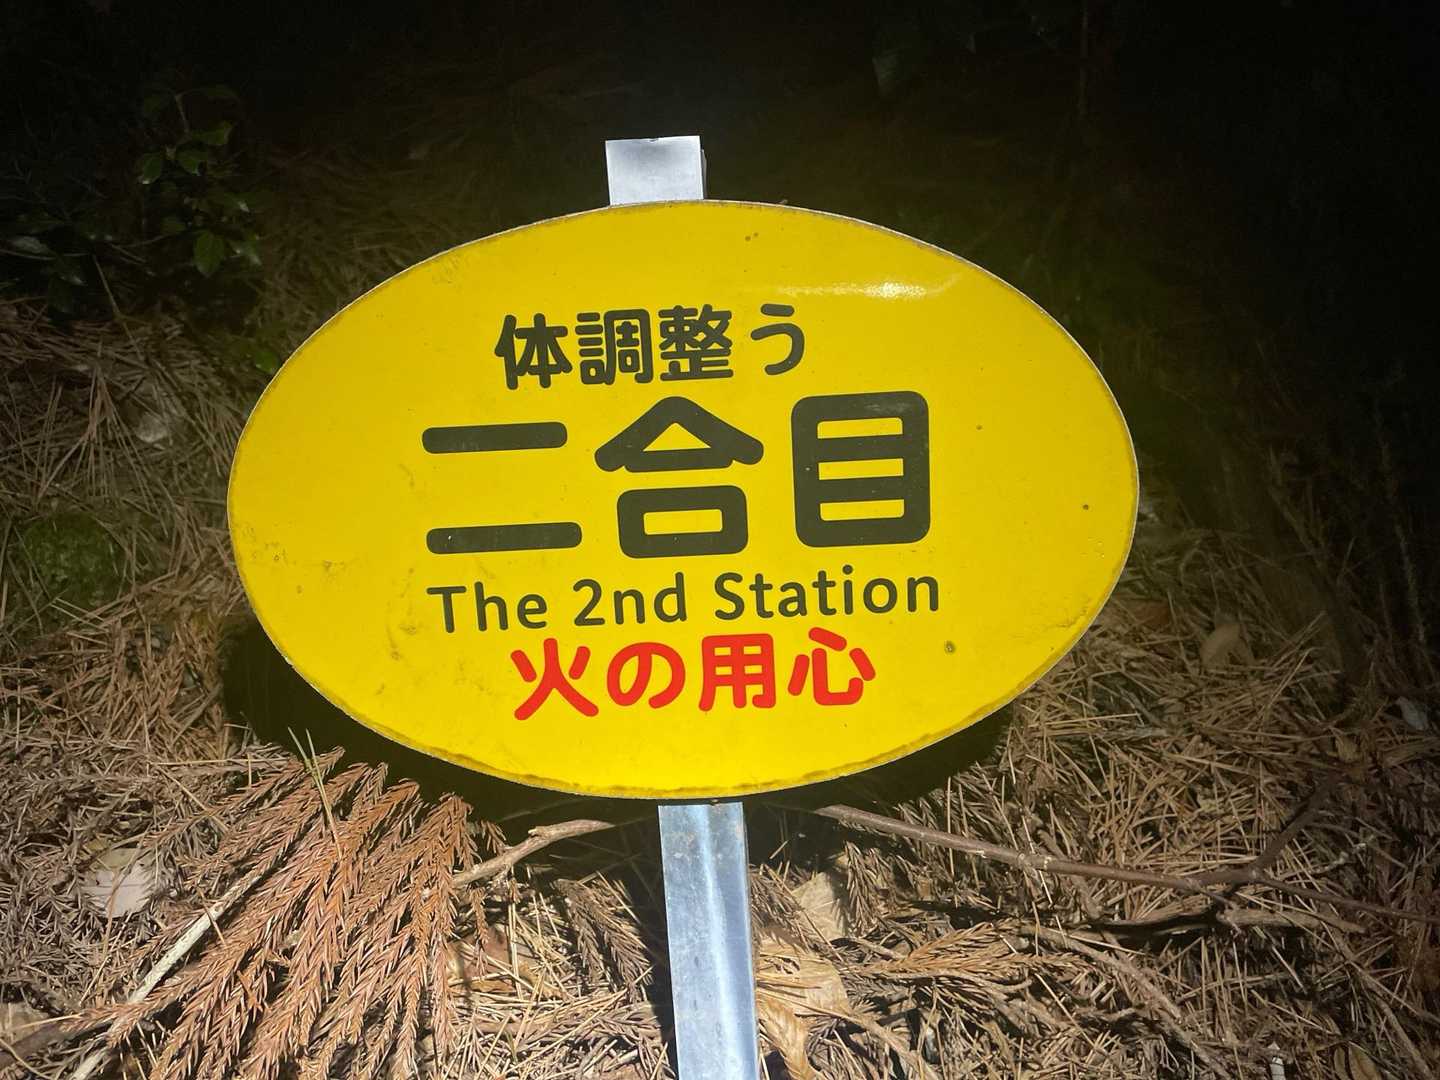 体調整う
二合目
The 2nd Station
火の用心